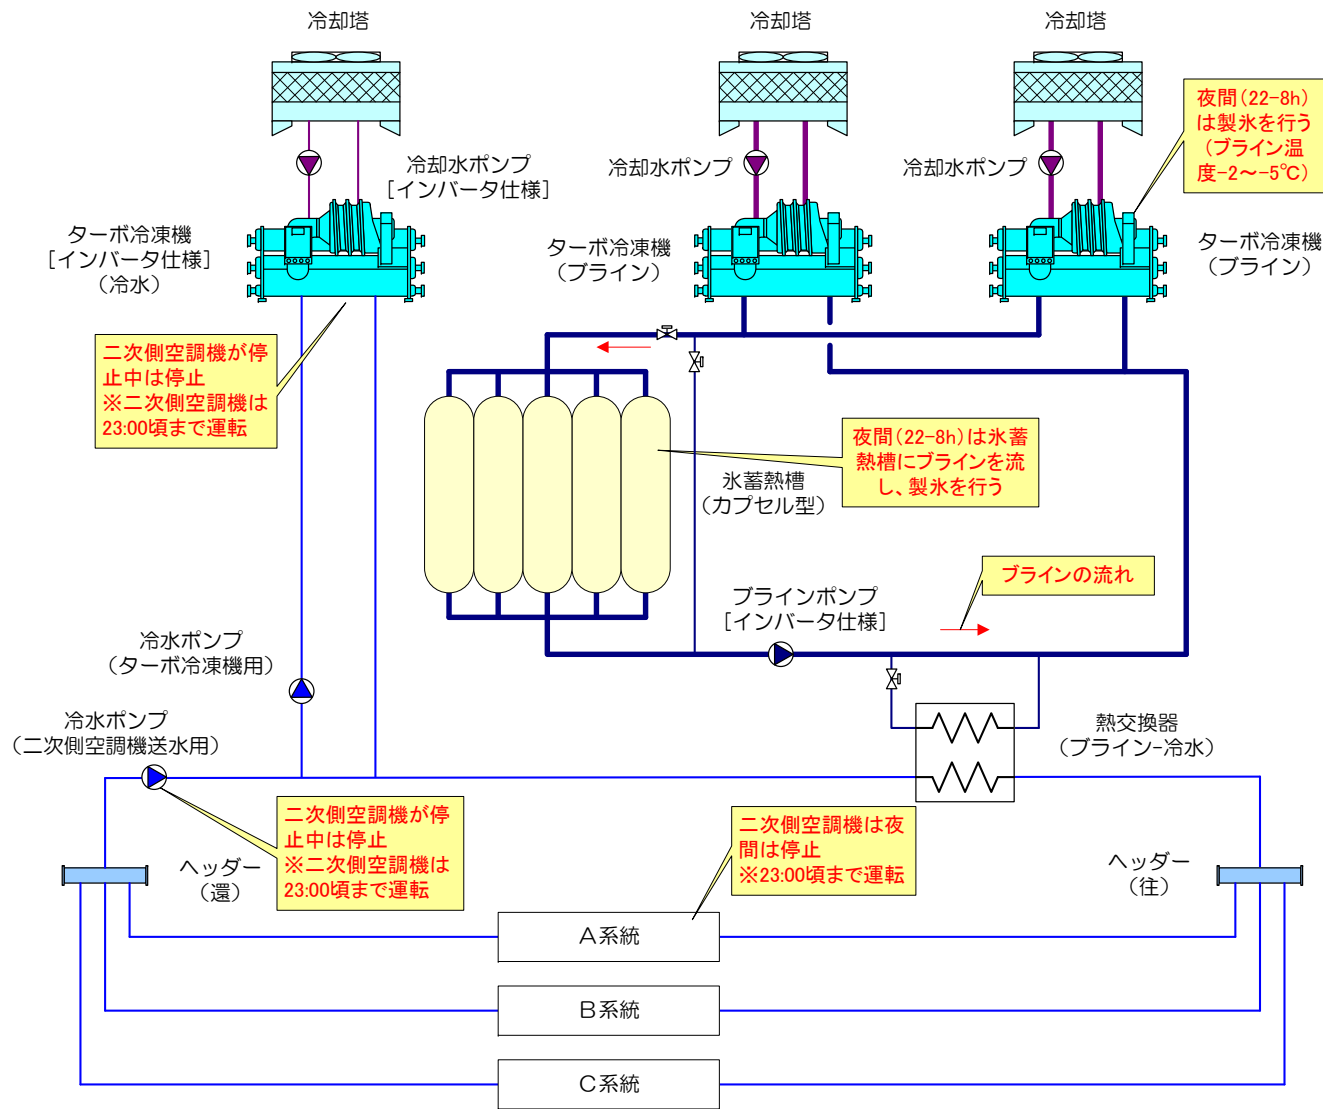 冷却塔
冷却塔
冷却塔
夜間(22-8h)
は製氷を行う
(ブライン温
度-2～-5℃)
冷却水ポンプ
[インバータ仕様]
冷却水ポンプ
冷却水ポンプ
ターボ冷凍機
[インバータ仕様]
(冷水)
ターボ冷凍機
(ブライン)
ターボ冷凍機
(ブライン)
二次側空調機が停
止中は停止
※二次側空調機は
23:00頃まで運転
夜間(22-8h)は氷蓄
熱槽にブラインを流
し、製氷を行う
氷蓄熱槽
(カプセル型)
ブラインの流れ
ブラインポンプ
[インバータ仕様]
冷水ポンプ
(ターボ冷凍機用)
冷水ポンプ
(二次側空調機送水用)
熱交換器
(ブライン-冷水)
二次側空調機が停
止中は停止
※二次側空調機は
23:00頃まで運転
二次側空調機は夜
間は停止
※23:00頃まで運転
ヘッダー
(還)
ヘッダー
(往)
A系統
B系統
C系統